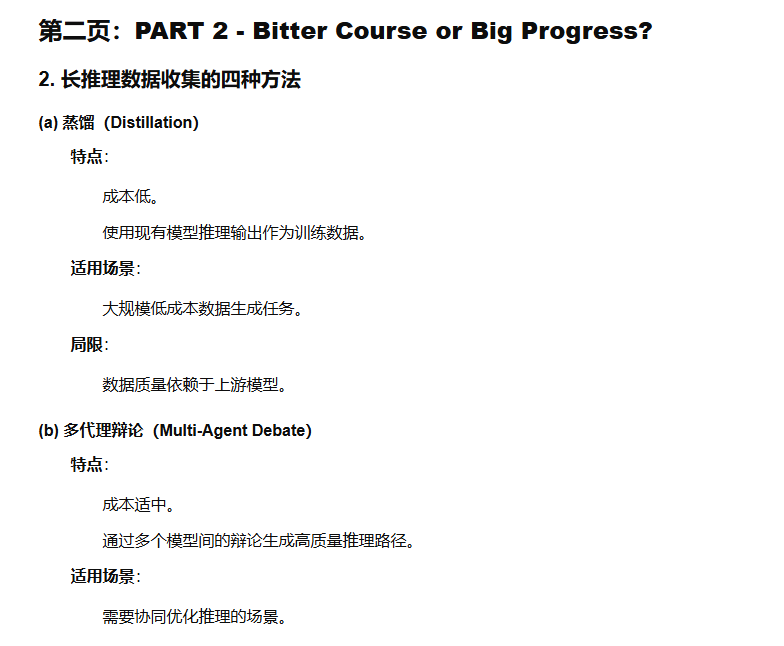 第二页：PART 2 - Bitter Course or Big Progress?
2. 长推理数据收集的四种方法
(a) 蒸馏（Distillation）
特点：
成本低。
使用现有模型推理输出作为训练数据。
适用场景：
大规模低成本数据生成任务。
局限：
数据质量依赖于上游模型。
(b) 多代理辩论（Multi-Agent Debate）
特点：
成本适中。
通过多个模型间的辩论生成高质量推理路径。
适用场景：
需要协同优化推理的场景。